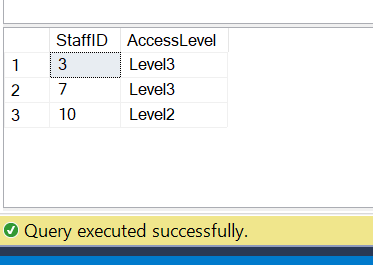 StaffID AccessLevel
1 3 Level3
2 7 Level3
3 10 Level2
Query executed successfully.